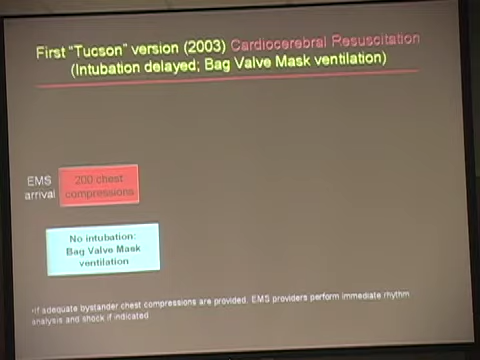 First "Tucson" version (2003) Cardiocerebral Resuscitation
(Intubation delayed; Bag Valve Mask ventilation)
EMS
arrival
200 chest
compressions
No intubation:
Bag Valve Mask
ventilation
•If adequate bystander chest compressions are provided, EMS providers perform immediate rhythm
analysis and shock if indicated